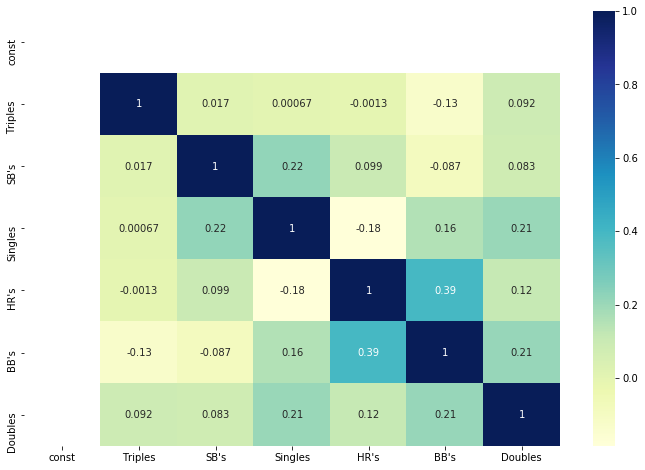 const
Triples 1 0.017 0.00067 -0.0013 -0.13 0.092
SB's 0.017 1 0.22 0.099 -0.087 0.083
Singles 0.00067 0.22 1 -0.18 0.16 0.21
HR's -0.0013 0.099 -0.18 1 0.39 0.12
BB's -0.13 -0.087 0.16 0.39 1 0.21
Doubles 0.092 0.083 0.21 0.12 0.21 1
const Triples SB's Singles HR's BB's Doubles
1.0
0.8
0.6
0.4
0.2
0.0